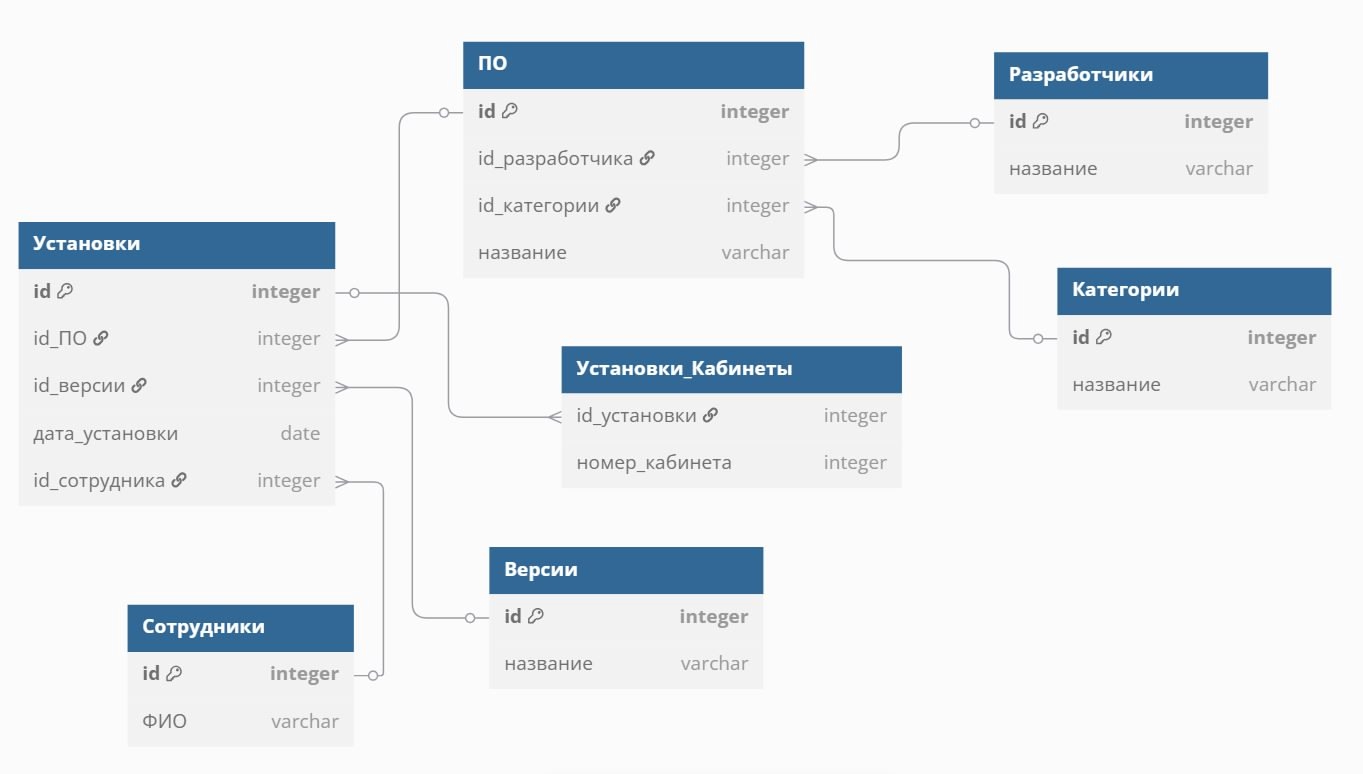 ПО
id integer
id_разработчика integer
id_категории integer
название varchar
Разработчики
id integer
название varchar
Установки
id integer
id_ПО integer
id_версии integer
дата_установки date
id_сотрудника integer
Категории
id integer
название varchar
Установки_Кабинеты
id_установки integer
номер_кабинета integer
Версии
id integer
название varchar
Сотрудники
id integer
ФИО varchar